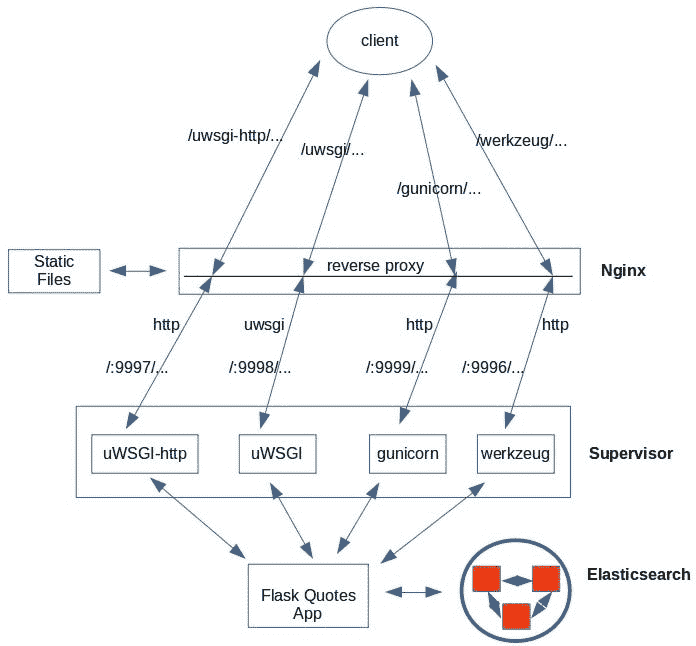 client
/uwsgi-http/...
/uwsgi/...
/werkzeug/...
/gunicorn/...
Static
Files
reverse proxy
Nginx
http
uwsgi
http
http
/:9997/...
/:9998/...
/:9999/...
/:9996/...
uWSGI-http
uWSGI
gunicorn
werkzeug
Supervisor
Flask Quotes
App
Elasticsearch